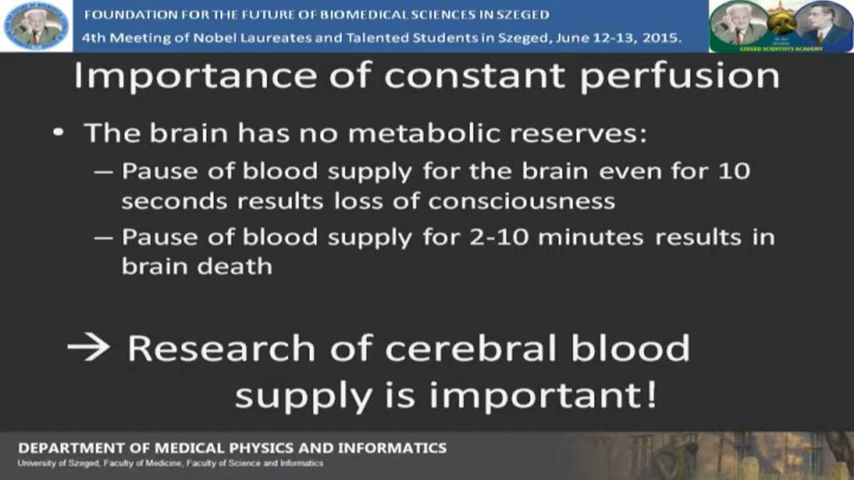 FOUNDATION FOR THE FUTURE OF BIOMEDICAL SCIENCES IN SZEGED
4th Meeting of Nobel Laureates and Talented Students in Szeged, June 12-13, 2015.
SZEGED SCIENTISTS ACADEMY
Importance of constant perfusion
• The brain has no metabolic reserves:
– Pause of blood supply for the brain even for 10
seconds results loss of consciousness
– Pause of blood supply for 2-10 minutes results in
brain death
→ Research of cerebral blood
supply is important!
DEPARTMENT OF MEDICAL PHYSICS AND INFORMATICS
University of Szeged, Faculty of Medicine, Faculty of Science and Informatics